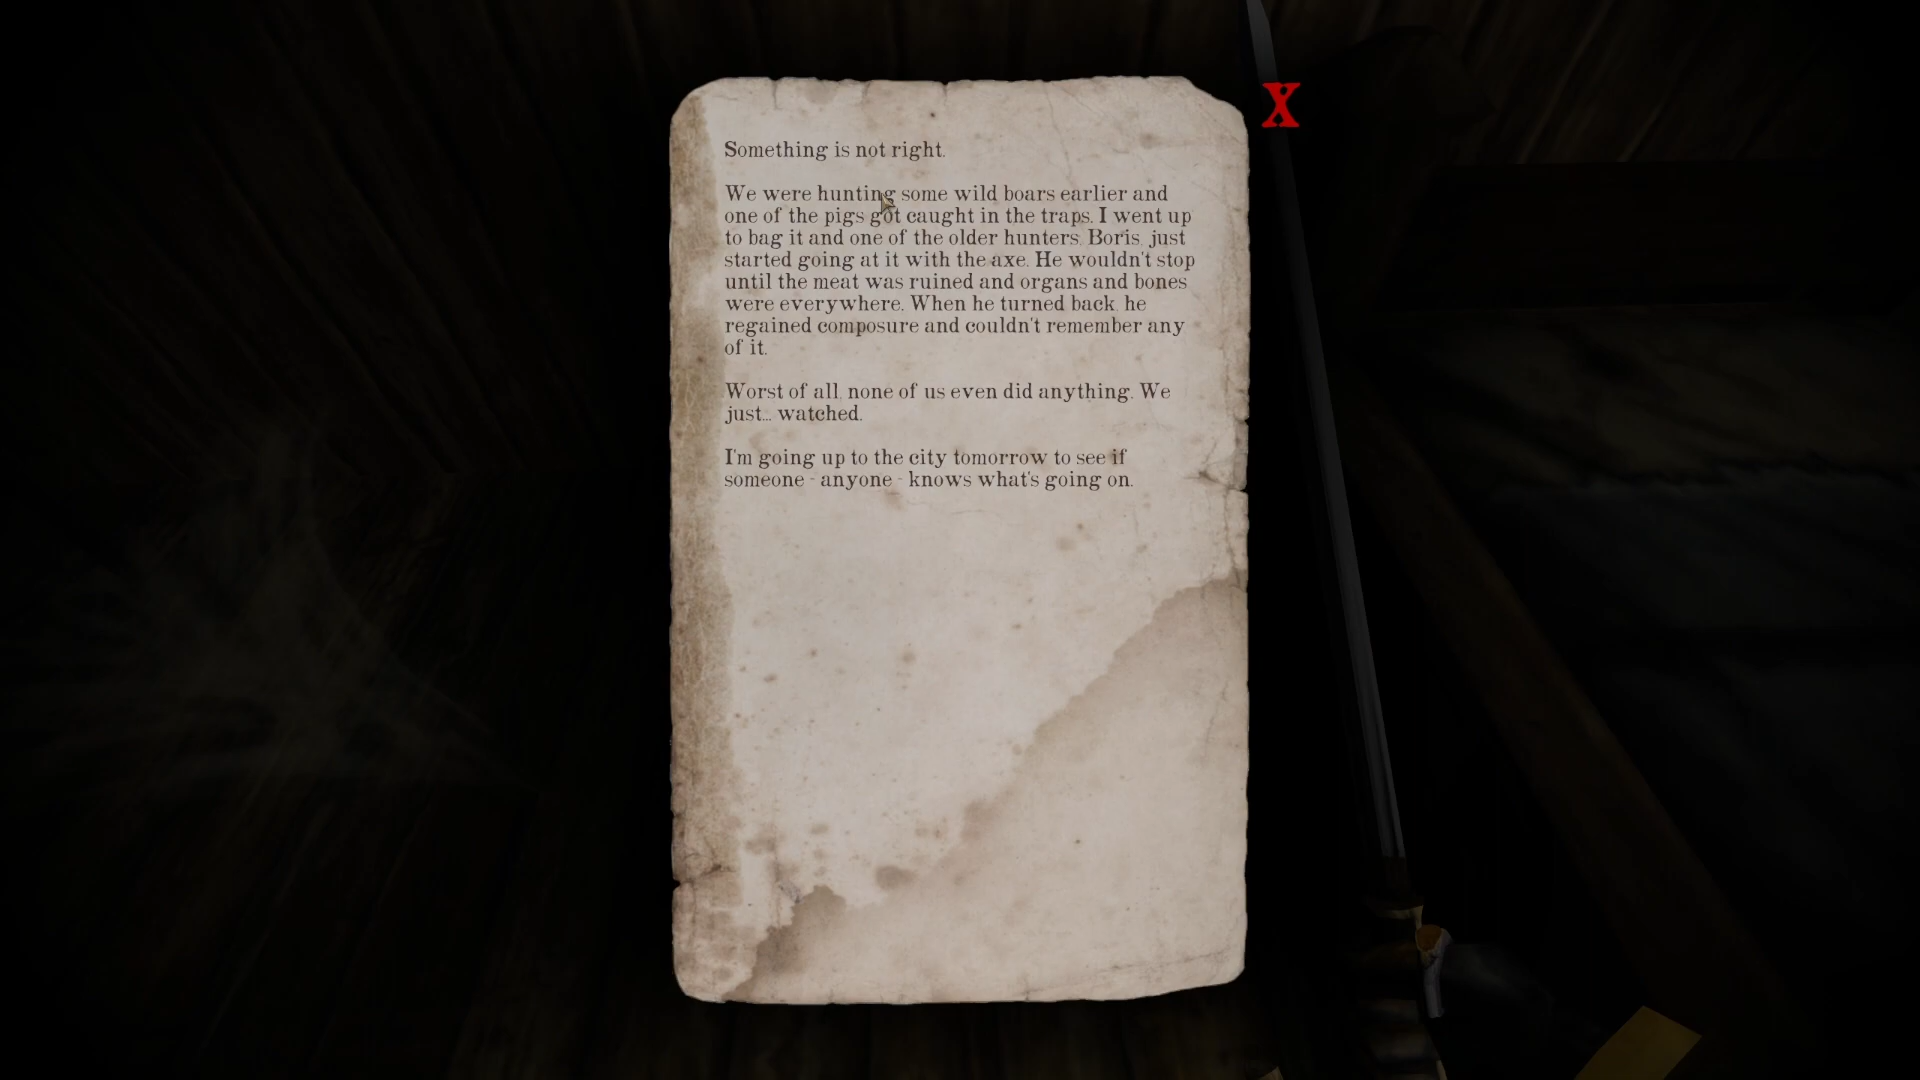 X
Something is not right.
We were hunting some wild boars earlier and
one of the pigs got caught in the traps. I went up
to bag it and one of the older hunters, Boris, just
started going at it with the axe. He wouldn't stop
until the meat was ruined and organs and bones
were everywhere. When he turned back, he
regained composure and couldn't remember any
of it.
Worst of all, none of us even did anything. We
just... watched.
I'm going up to the city tomorrow to see if
someone - anyone - knows what's going on.